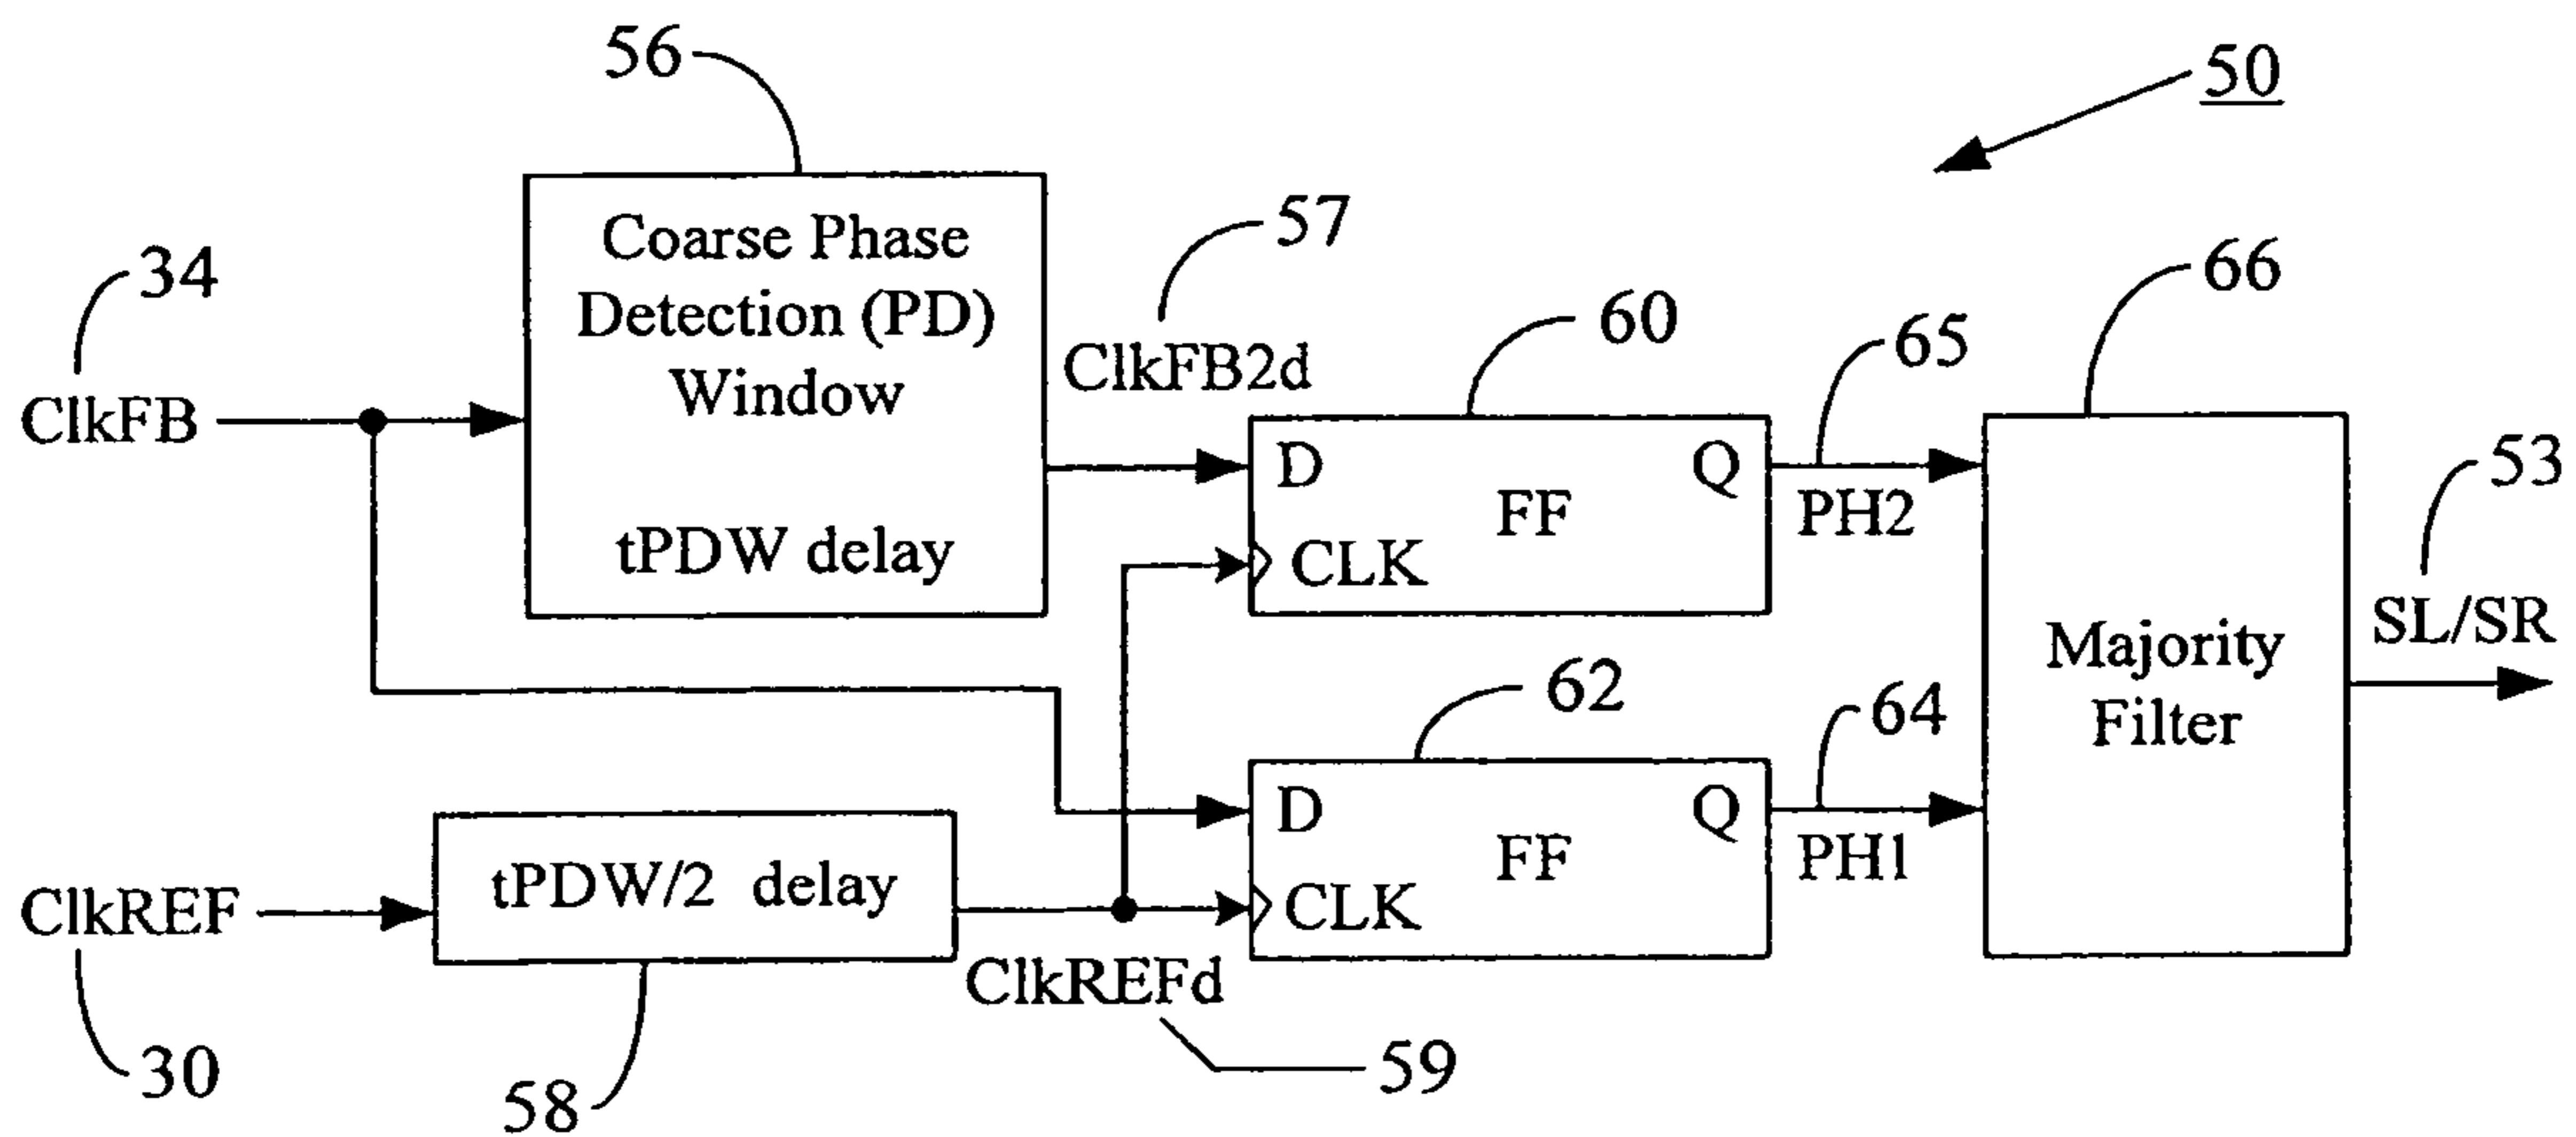 56
50
34
Coarse Phase
Detection (PD)
Window
tPDW delay
57
ClkFB2d
60
65
66
53
ClkFB
D
Q
FF
CLK
PH2
SL/SR
Majority
Filter
62
64
D
Q
FF
CLK
PH1
ClkREF
tPDW/2 delay
ClkREFd
30
58
59